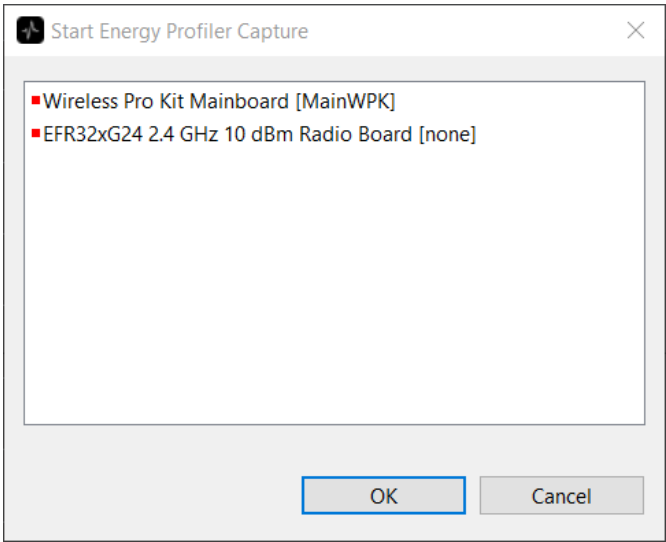 Start Energy Profiler Capture
Wireless Pro Kit Mainboard [MainWPK]
EFR32xG24 2.4 GHz 10 dBm Radio Board [none]
OK
Cancel